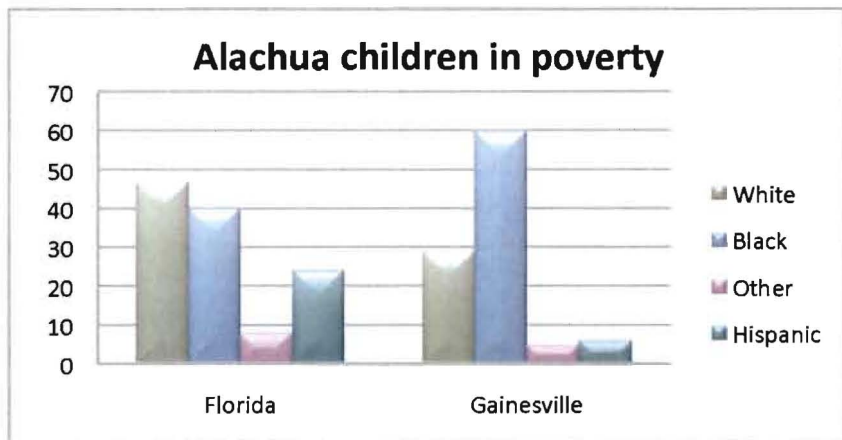 Alachua children in poverty
70
60
50
40
30
20
10
0
Florida
Gainesville
White
Black
Other
Hispanic